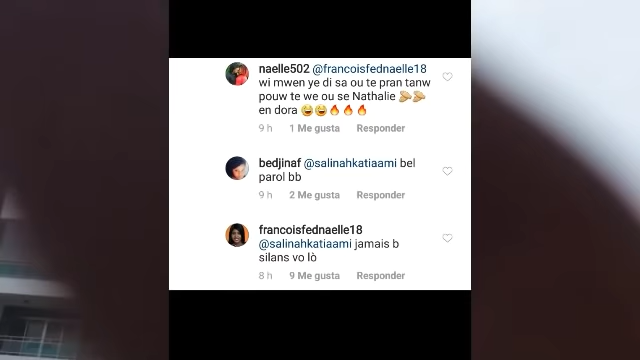 naelle502 @francoisfednaelle18
wi mwen ye di sa ou te pran tanw
pouw te we ou se Nathalie 👏🏼👏🏼
en dora 😂😂🔥🔥🔥
9 h 1 Me gusta Responder
bedjinaf @salinahkatiaami bel
parol bb
9 h 2 Me gusta Responder
francoisfednaelle18
@salinahkatiaami jamais b
silans vo lò
8 h 9 Me gusta Responder